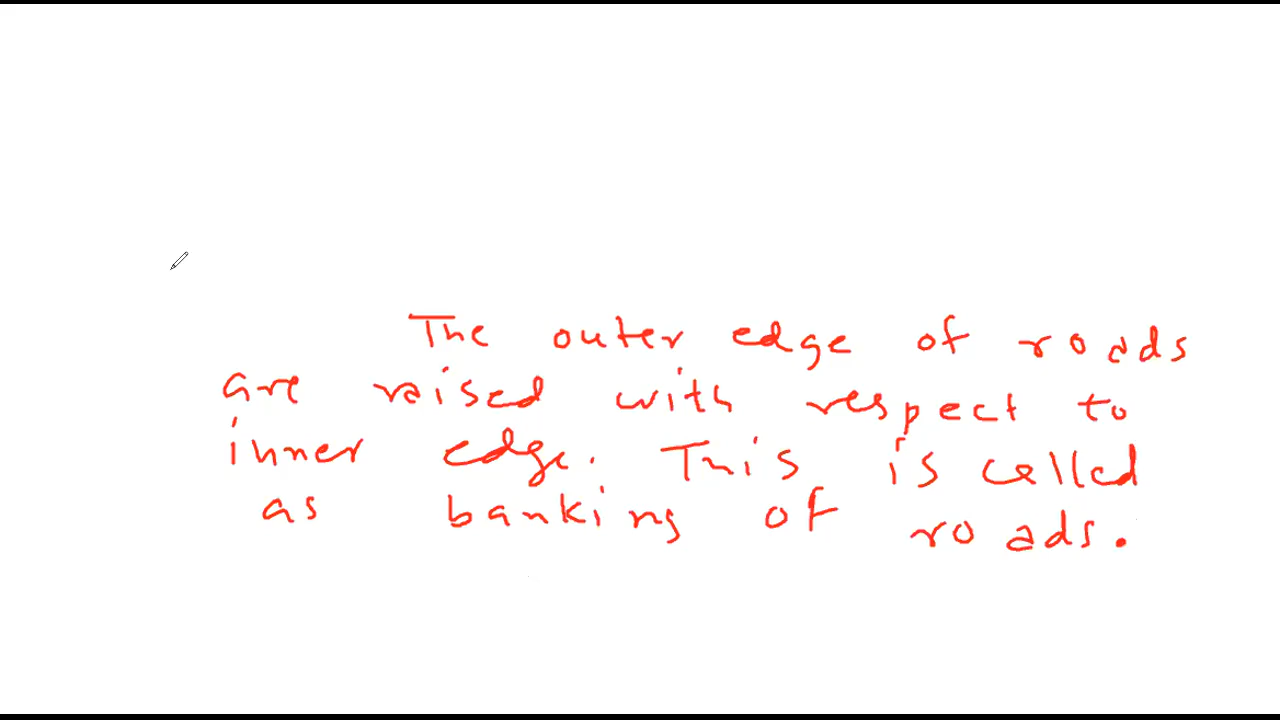 The outer edge of roads
are raised with respect to
inner edge. This is called
as banking of roads.